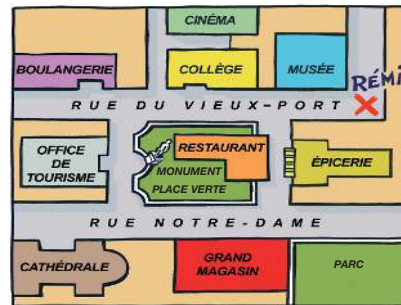 CINÉMA
BOULANGERIE
COLLÈGE
MUSÉE
RÉMI
RUE DU VIEUX-PORT
OFFICE
DE
TOURISME
RESTAURANT
MONUMENT
PLACE VERTE
ÉPICERIE
RUE NOTRE-DAME
CATHÉDRALE
GRAND
MAGASIN
PARC